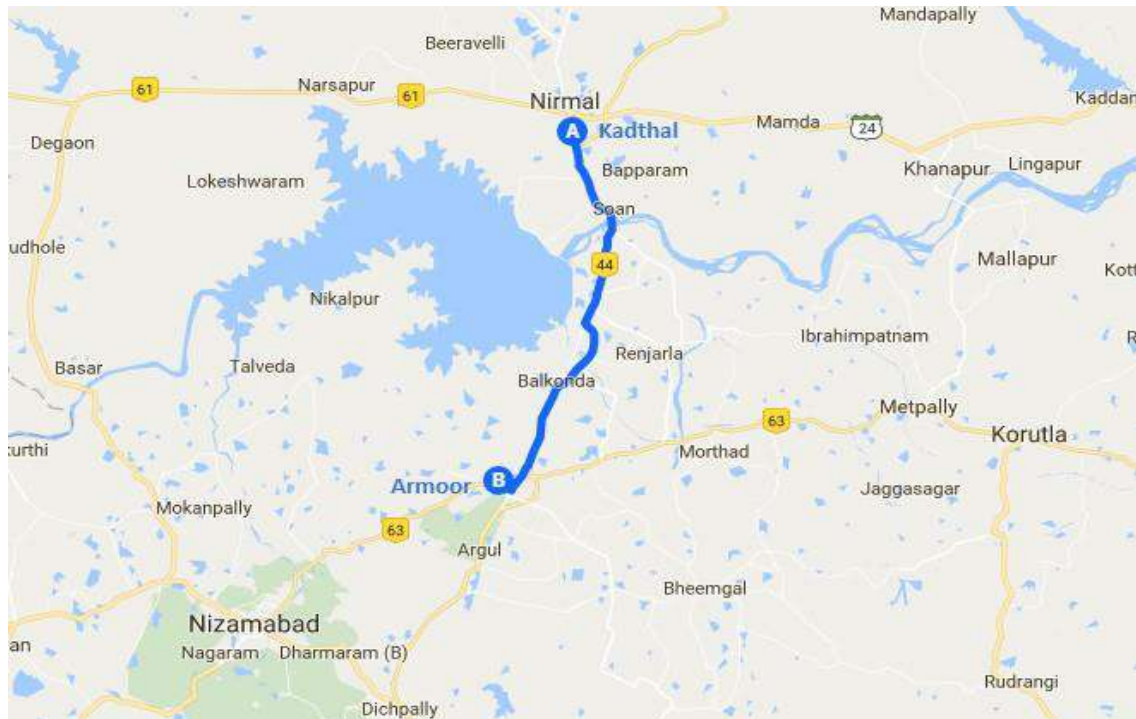 Mandapally
Beeravelli
61
Narsapur
61
Nirmal
Kaddam
Degaon
A Kadthal
Mamda
24
Khanapur
Lingapur
Lokeshwaram
Bapparam
Soan
udhole
44
Mallapur
Kott
Nikalpur
Ibrahimpatnam
R
Basar
Talveda
Renjarla
Balkonda
Metpally
63
Korutla
kurthi
Morthad
Armoor B
Jaggasagar
Mokanpally
63
Argul
Bheemgal
Nizamabad
an
Nagaram
Dharmaram (B)
Rudrangi
Dichpally